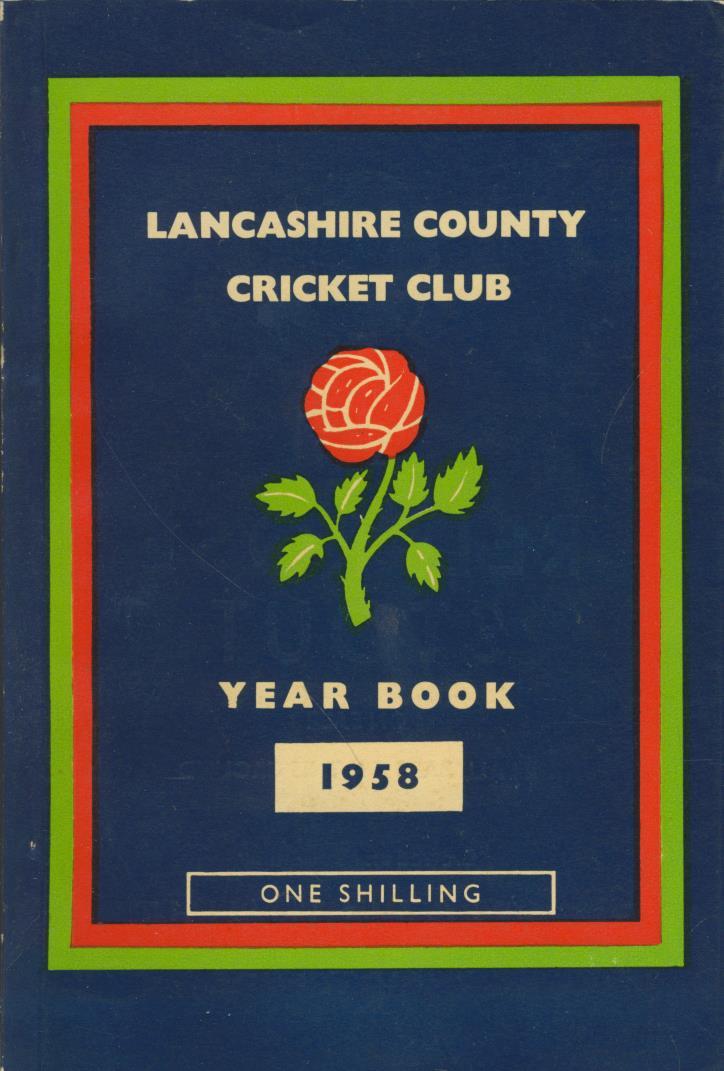 LANCASHIRE COUNTY
CRICKET CLUB
YEAR BOOK
1958
ONE SHILLING